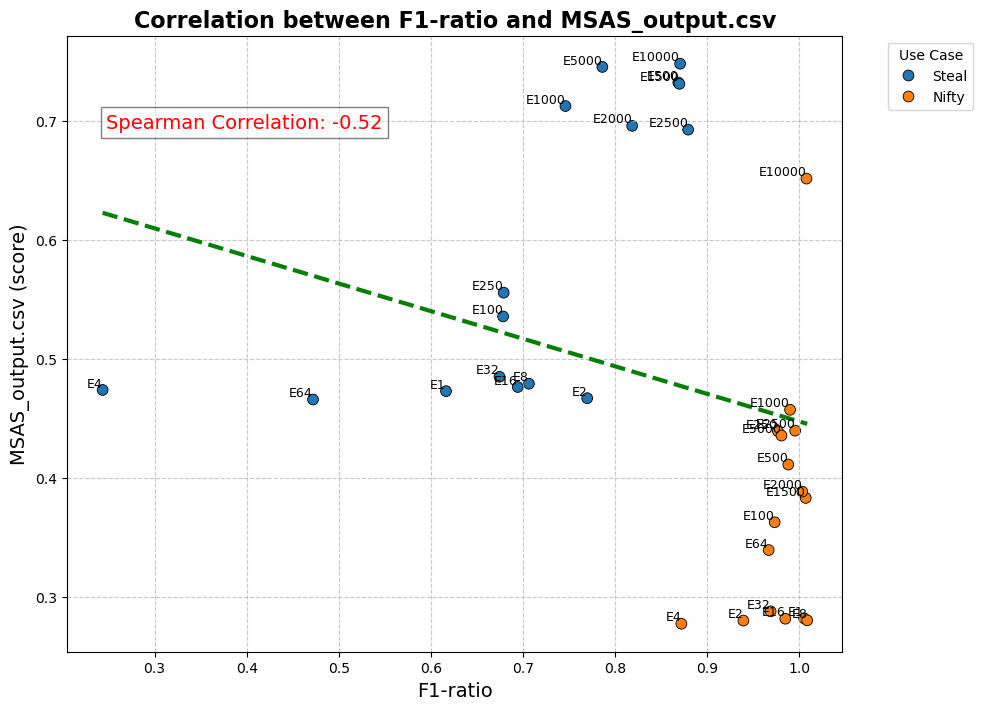 Correlation between F1-ratio and MSAS_output.csv
Use Case
Steal
Nifty
Spearman Correlation: -0.52
E5000
E10000
E1500
E1000
E2000
E2500
E10000
E250
E100
E4
E64
E1
E32
E16
E8
E2
E1000
E2500
E5000
E500
E2000
E1500
E100
E64
E32
E4
E2
E16
E8
MSAS_output.csv (score)
0.7
0.6
0.5
0.4
0.3
0.3
0.4
0.5
0.6
0.7
0.8
0.9
1.0
F1-ratio